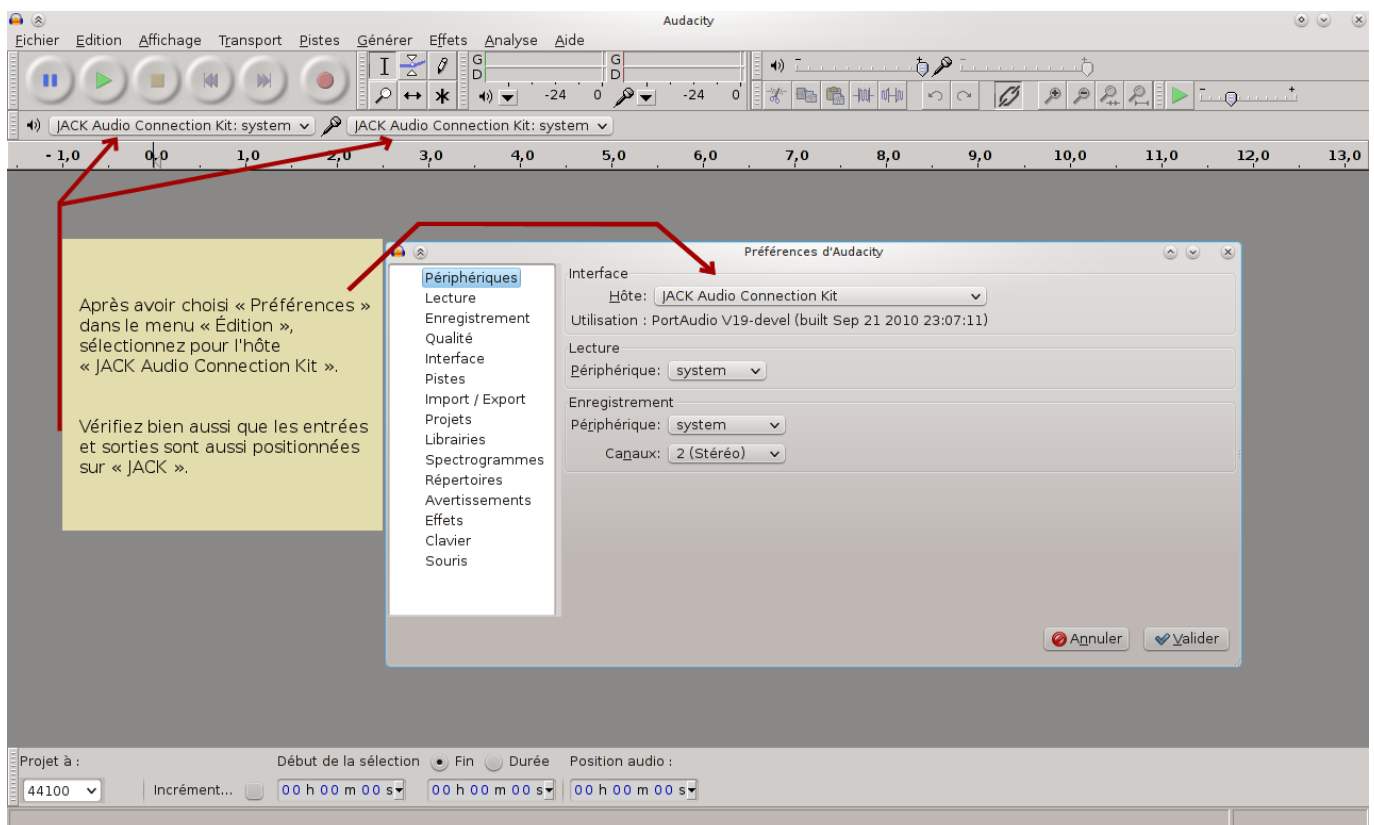 Audacity
Eichier Edition Affichage Transport Pistes Générer Effets Analyse Aide
G
D
-24 0
G
D
-24 0
JACK Audio Connection Kit: system
JACK Audio Connection Kit: system
- 1,0 0,0 1,0 2,0 3,0 4,0 5,0 6,0 7,0 8,0 9,0 10,0 11,0 12,0 13,0
Après avoir choisi « Préférences »
dans le menu « Édition »,
sélectionnez pour l'hôte
« JACK Audio Connection Kit ».
Vérifiez bien aussi que les entrées
et sorties sont aussi positionnées
sur « JACK ».
Préférences d'Audacity
Périphériques
Lecture
Enregistrement
Qualité
Interface
Pistes
Import / Export
Projets
Librairies
Spectrogrammes
Répertoires
Avertissements
Effets
Clavier
Souris
Interface
Hôte: JACK Audio Connection Kit
Utilisation : PortAudio V19-devel (built Sep 21 2010 23:07:11)
Lecture
Périphérique: system
Enregistrement
Périphérique: system
Canaux: 2 (Stéréo)
Annuler Valider
Projet à : Début de la sélection Fin Durée Position audio :
44100 Incrément... 00 h 00 m 00 s 00 h 00 m 00 s 00 h 00 m 00 s